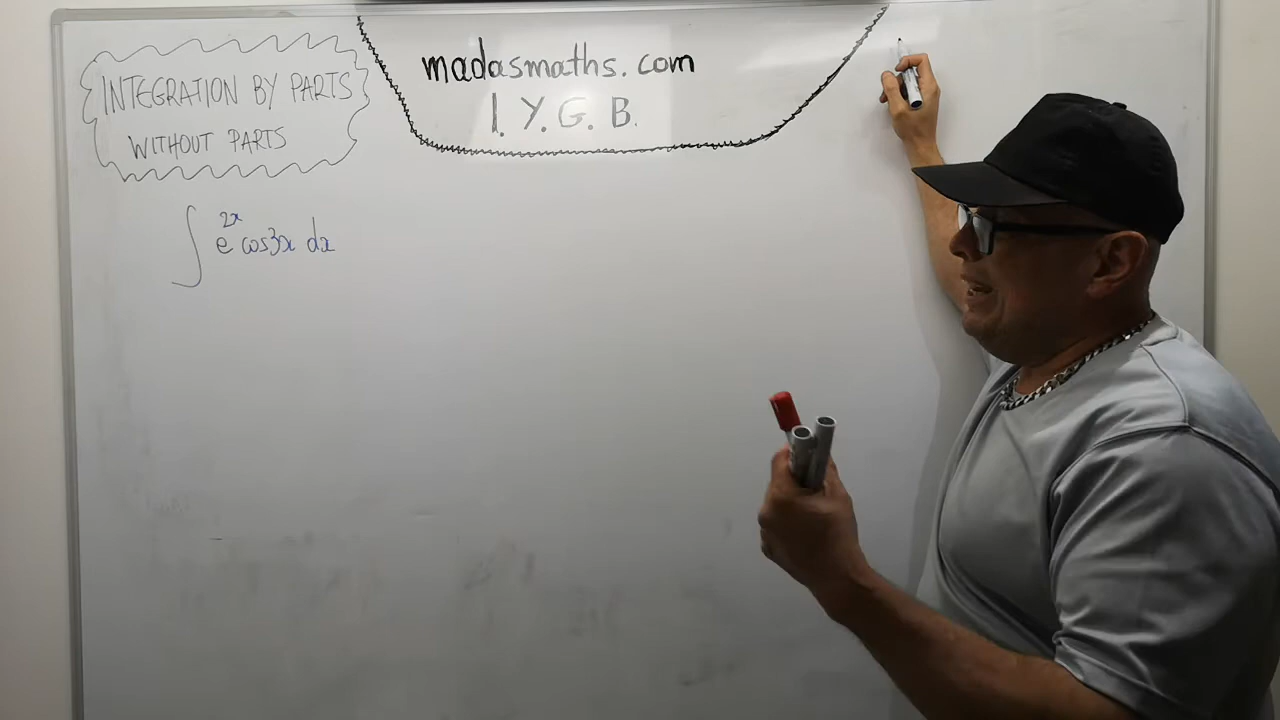 INTEGRATION BY PARTS
WITHOUT PARTS
madasmaths.com
I. Y. G. B.
∫ e^{2x} cos3x dx